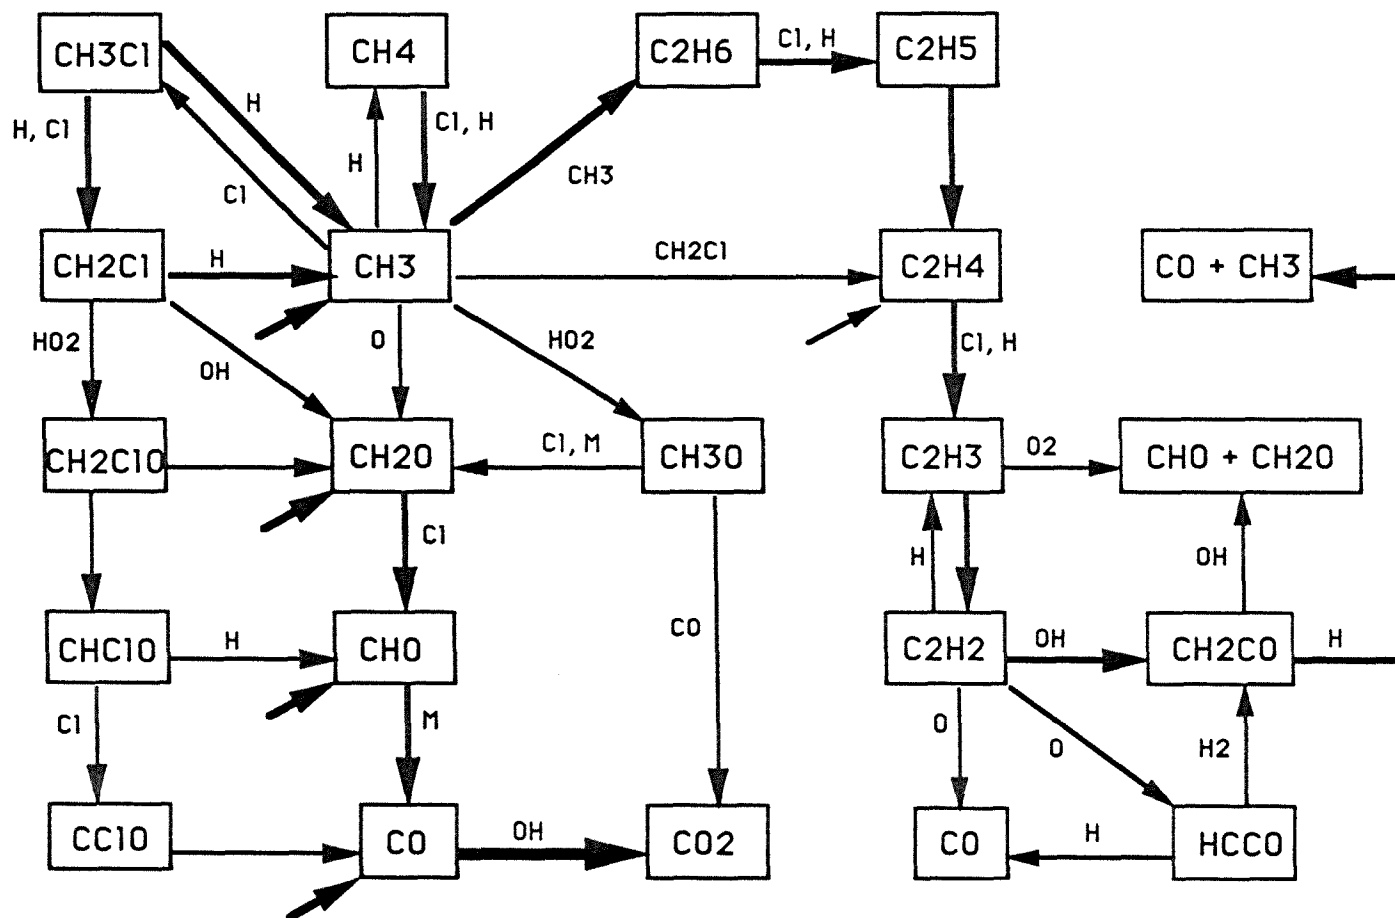 CH3Cl
CH4
C2H6
Cl, H
C2H5
H
H, Cl
Cl
H
Cl, H
CH3
CH2Cl
H
CH3
CH2Cl
C2H4
CO + CH3
HO2
OH
O
HO2
Cl, H
CH2ClO
CH2O
Cl, M
CH3O
C2H3
O2
CHO + CH2O
Cl
H
OH
CHClO
H
CHO
CO
C2H2
OH
CH2CO
H
Cl
M
O
O
H2
CClO
CO
OH
CO2
CO
H
HCCO